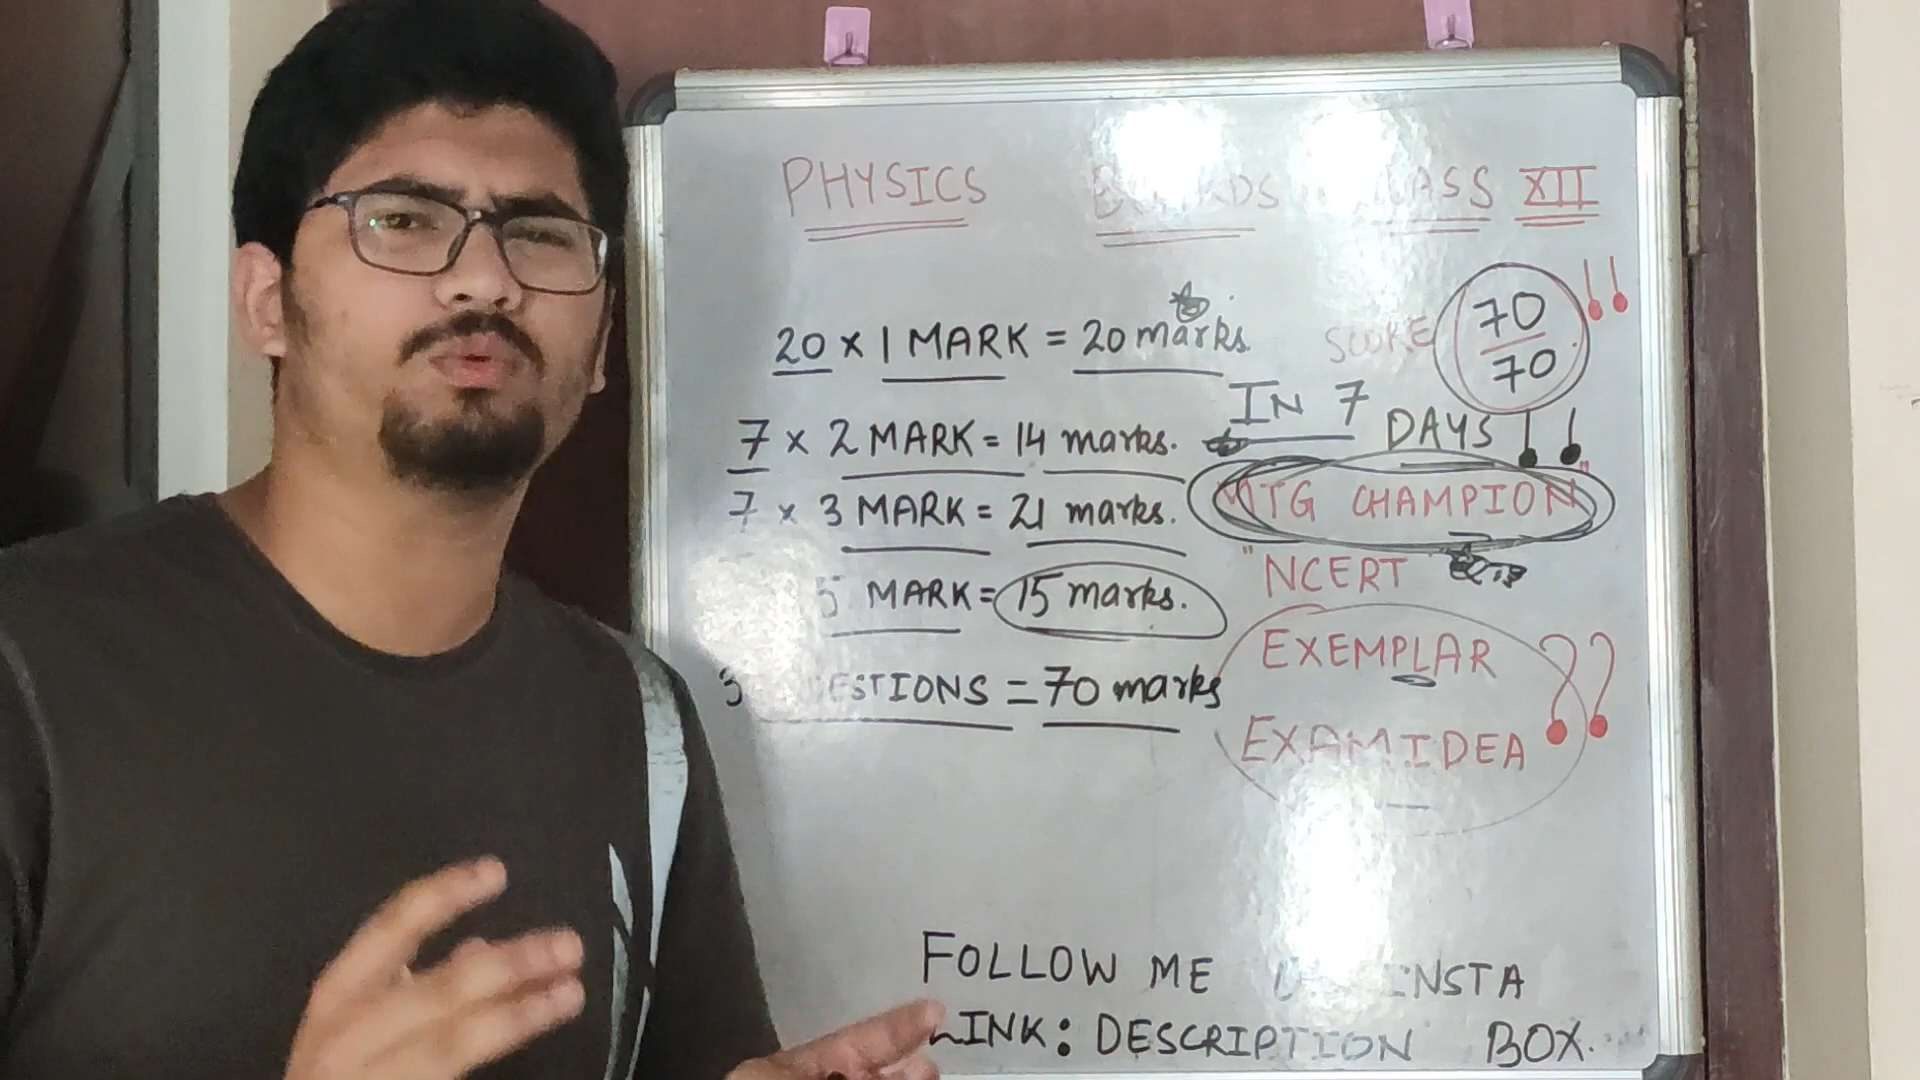 PHYSICS BOARDS CLASS XII
20 x 1 MARK = 20 marks.
SCORE 70/70 !!
IN 7 DAYS !!
7 x 2 MARK = 14 marks.
7 x 3 MARK = 21 marks.
MTG CHAMPION"
5 MARK = 15 marks.
"NCERT
EXEMPLAR
ESTIONS = 70 marks
EXAMIDEA ??
FOLLOW ME INSTA
LINK: DESCRIPTION BOX.